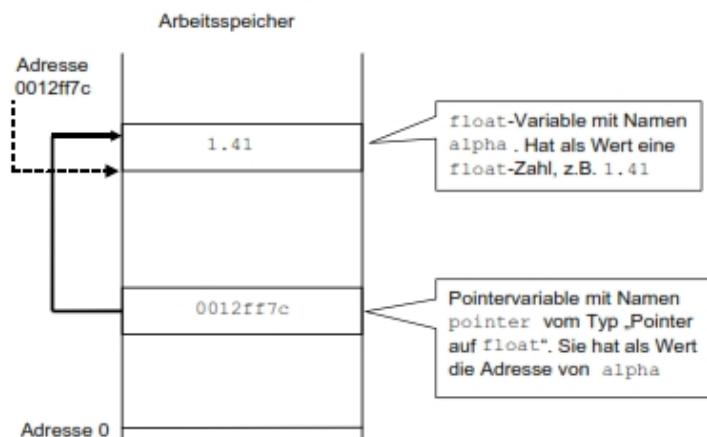 Arbeitsspeicher
Adresse
0012ff7c
1.41
float-Variable mit Namen
alpha . Hat als Wert eine
float-Zahl, z.B. 1.41
0012ff7c
Pointervariable mit Namen
pointer vom Typ „Pointer
auf float“. Sie hat als Wert
die Adresse von alpha
Adresse 0